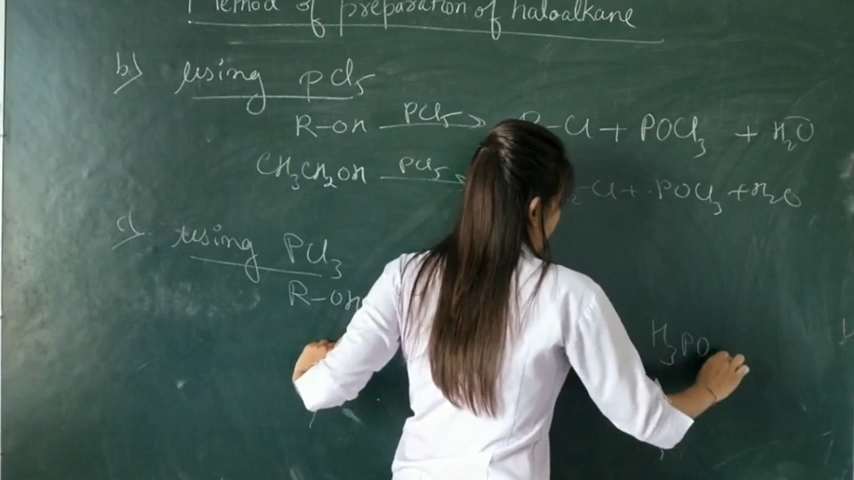 Method of preparation of haloalkane
b) using PCl5
R-OH PCl5 → R-Cl + POCl3 + H2O
CH3CH2OH PCl5 → -Cl + POCl3 + H2O
c) using PCl3
R-OH
H3PO